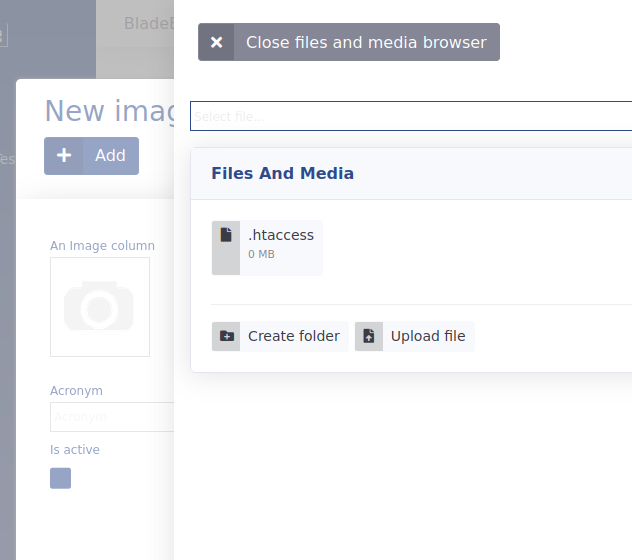 BladeB
Close files and media browser
New imag
Select file...
Add
es
Files And Media
.htaccess
0 MB
An Image column
Create folder
Upload file
Acronym
Acronym
Is active